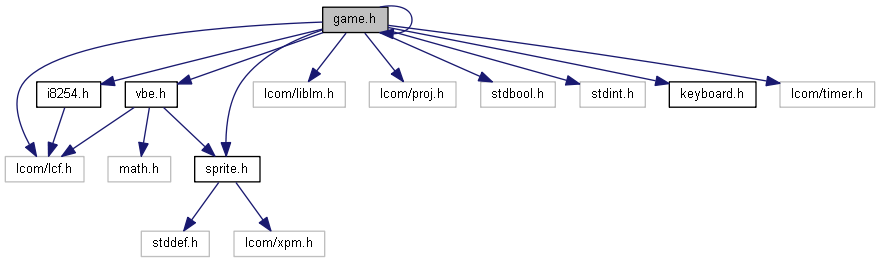 game.h
i8254.h
vbe.h
lcom/liblm.h
lcom/proj.h
stdbool.h
stdint.h
keyboard.h
lcom/timer.h
lcom/lcf.h
math.h
sprite.h
stddef.h
lcom/xpm.h